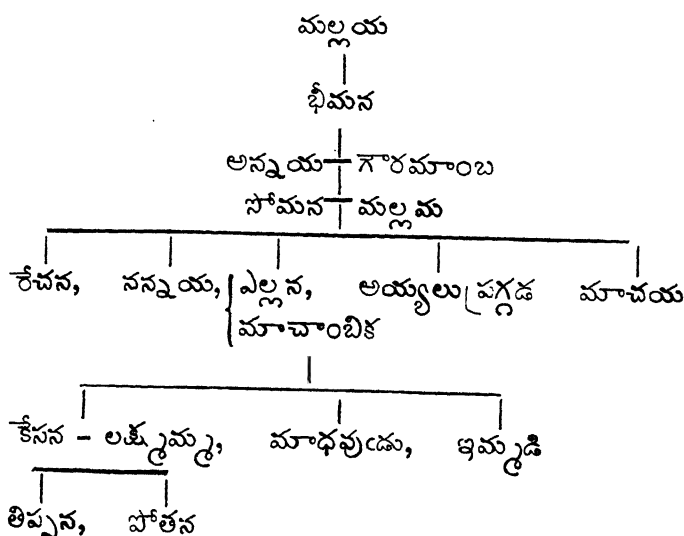 మల్లయ
భీమన
అన్నయ గౌరమాంబ
సోమన మల్లమ
రేచన, నన్నయ, ఎల్లన, అయ్యలుప్రగ్గడ మాచయ
మాచాంబిక
కేసన - లక్ష్మమ్మ, మాధవుఁడు, ఇమ్మడి
తిప్పన, పోతన